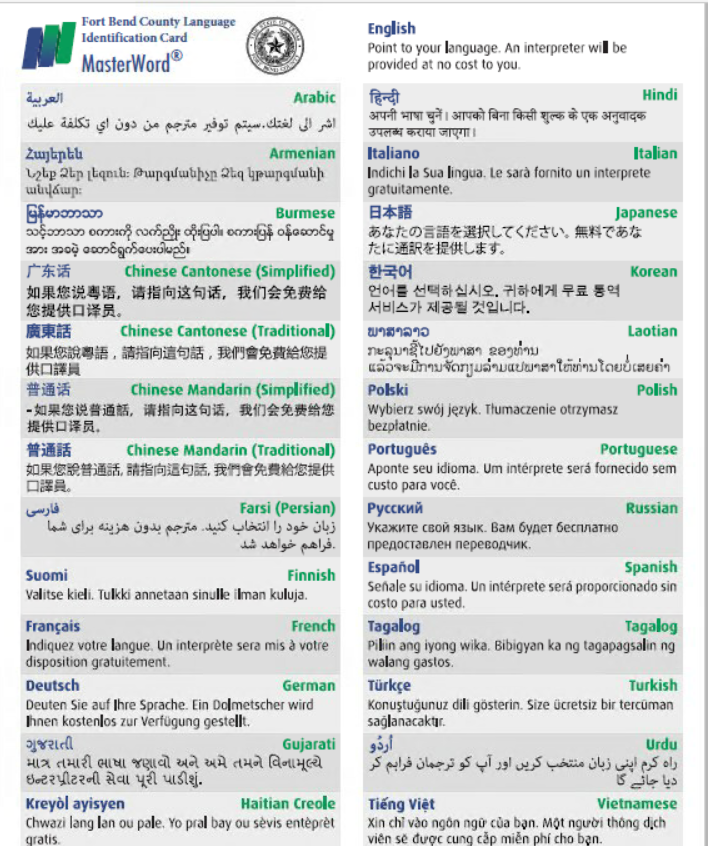 Fort Bend County Language
Identification Card
MasterWord®
English
Point to your language. An interpreter will be
provided at no cost to you.
العربية Arabic
اشر الى لغتك.سيتم توفير مترجم من دون اي تكلفة عليك
Հայերեն Armenian
Նշեք Ձեր լեզուն: Թարգմանիչը Ձեզ կթարգմանի
անվճար:
မြန်မာဘာသာ Burmese
သင့်ဘာသာ စကားကို လက်ညှိုး ထိုးပြပါ။ စကားပြန် ဝန်ဆောင်မှု
အား အခမဲ့ ဆောင်ရွက်ပေးပါမည်။
广东话 Chinese Cantonese (Simplified)
如果您说粤语，请指向这句话，我们会免费给
您提供口译员。
廣東話 Chinese Cantonese (Traditional)
如果您說粵語，請指向這句話，我們會免費給您提
供口譯員
普通话 Chinese Mandarin (Simplified)
-如果您说普通話，请指向这句话，我们会免费给您
提供口译员。
普通話 Chinese Mandarin (Traditional)
如果您說普通話, 請指向這句話, 我們會免費給您提供
口譯員。
فارسی Farsi (Persian)
زبان خود را انتخاب کنید. مترجم بدون هزینه برای شما
فراهم خواهد شد.
Suomi Finnish
Valitse kieli. Tulkki annetaan sinulle ilman kuluja.
Français French
Indiquez votre langue. Un interprète sera mis à votre
disposition gratuitement.
Deutsch German
Deuten Sie auf Ihre Sprache. Ein Dolmetscher wird
Ihnen kostenlos zur Verfügung gestellt.
ગુજરાતી Gujarati
માત્ર તમારી ભાષા જણાવો અને અમે તમને વિનામૂલ્યે
ઇન્ટરપ્રીટરની સેવા પૂરી પાડીશું.
Kreyòl ayisyen Haitian Creole
Chwazi lang lan ou pale. Yo pral bay ou sèvis entèprèt
gratis.
हिन्दी Hindi
अपनी भाषा चुनें। आपको बिना किसी शुल्क के एक अनुवादक
उपलब्ध कराया जाएगा।
Italiano Italian
Indichi la Sua lingua. Le sarà fornito un interprete
gratuitamente.
日本語 Japanese
あなたの言語を選択してください。無料であな
たに通訳を提供します。
한국어 Korean
언어를 선택하십시오. 귀하에게 무료 통역
서비스가 제공될 것입니다.
ພາສາລາວ Laotian
ກະລຸນາຊີ້ໄປຍັງພາສາ ຂອງທ່ານ
ແລ້ວຈະມີການຈັດກຽມລ່າມແປພາສາໃຫ້ທ່ານໂດຍບໍ່ເສຍຄ່າ
Polski Polish
Wybierz swój język. Tłumaczenie otrzymasz
bezpłatnie.
Português Portuguese
Aponte seu idioma. Um intérprete será fornecido sem
custo para você.
Русский Russian
Укажите свой язык. Вам будет бесплатно
предоставлен переводчик.
Español Spanish
Señale su idioma. Un intérprete será proporcionado sin
costo para usted.
Tagalog Tagalog
Piliin ang iyong wika. Bibigyan ka ng tagapagsalin ng
walang gastos.
Türkçe Turkish
Konuştuğunuz dili gösterin. Size ücretsiz bir tercüman
sağlanacaktır.
اُردُو Urdu
راہ کرم اپنی زبان منتخب کریں اور آپ کو ترجمان فراہم کر
دیا جائے گا
Tiếng Việt Vietnamese
Xin chỉ vào ngôn ngữ của bạn. Một người thông dịch
viên sẽ được cung cấp miễn phí cho bạn.